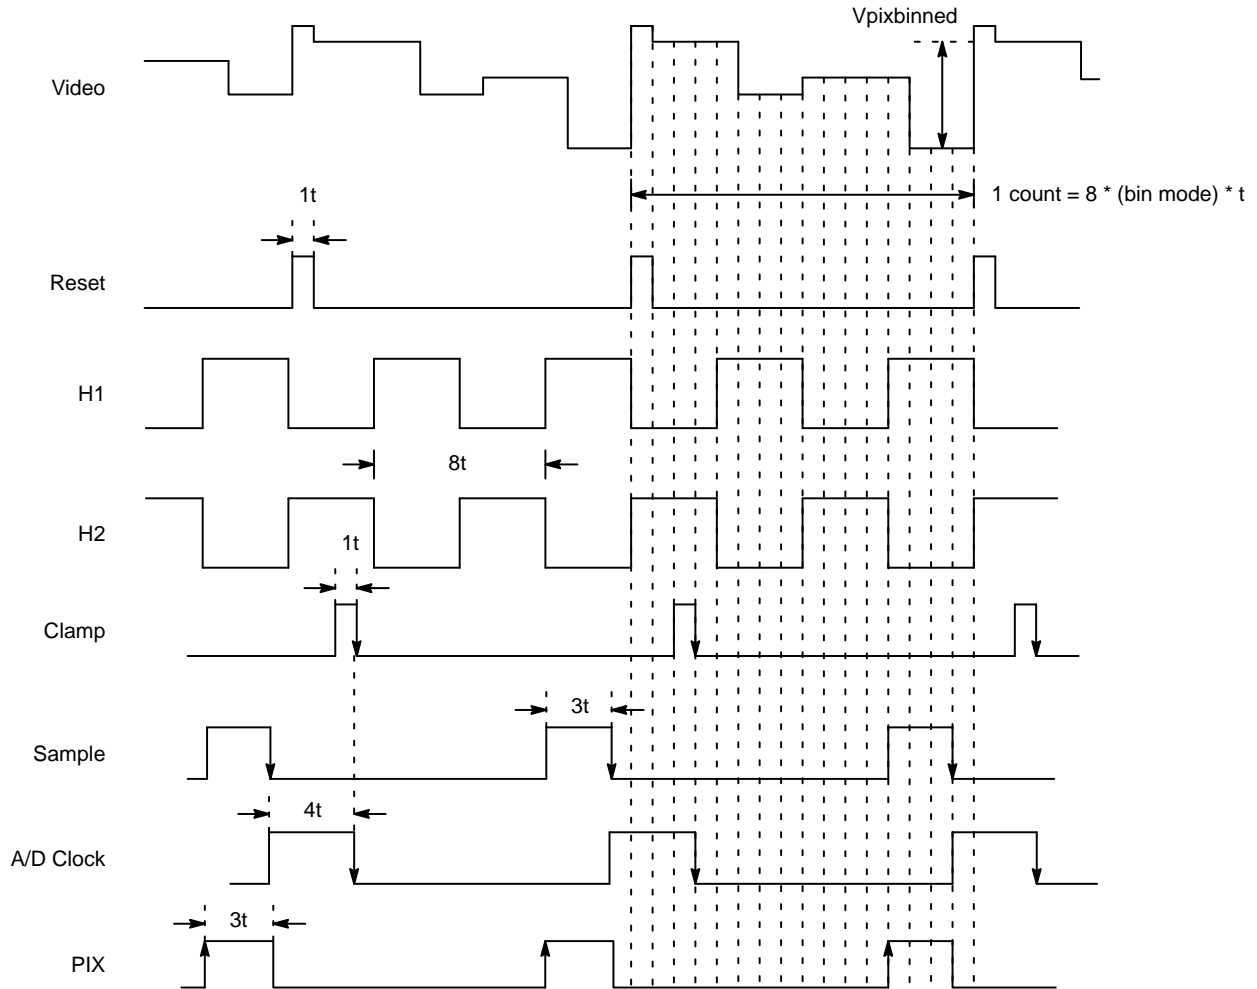 Vpixbinned
Video
1t
1 count = 8 * (bin mode) * t
Reset
H1
8t
H2
1t
Clamp
3t
Sample
4t
A/D Clock
3t
PIX